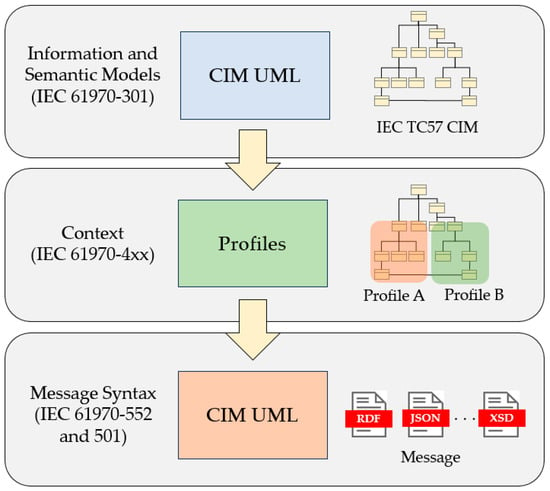 Information and
Semantic Models
(IEC 61970-301)
CIM UML
IEC TC57 CIM
Context
(IEC 61970-4xx)
Profiles
Profile A
Profile B
Message Syntax
(IEC 61970-552
and 501)
CIM UML
RDF
JSON
. . .
XSD
Message